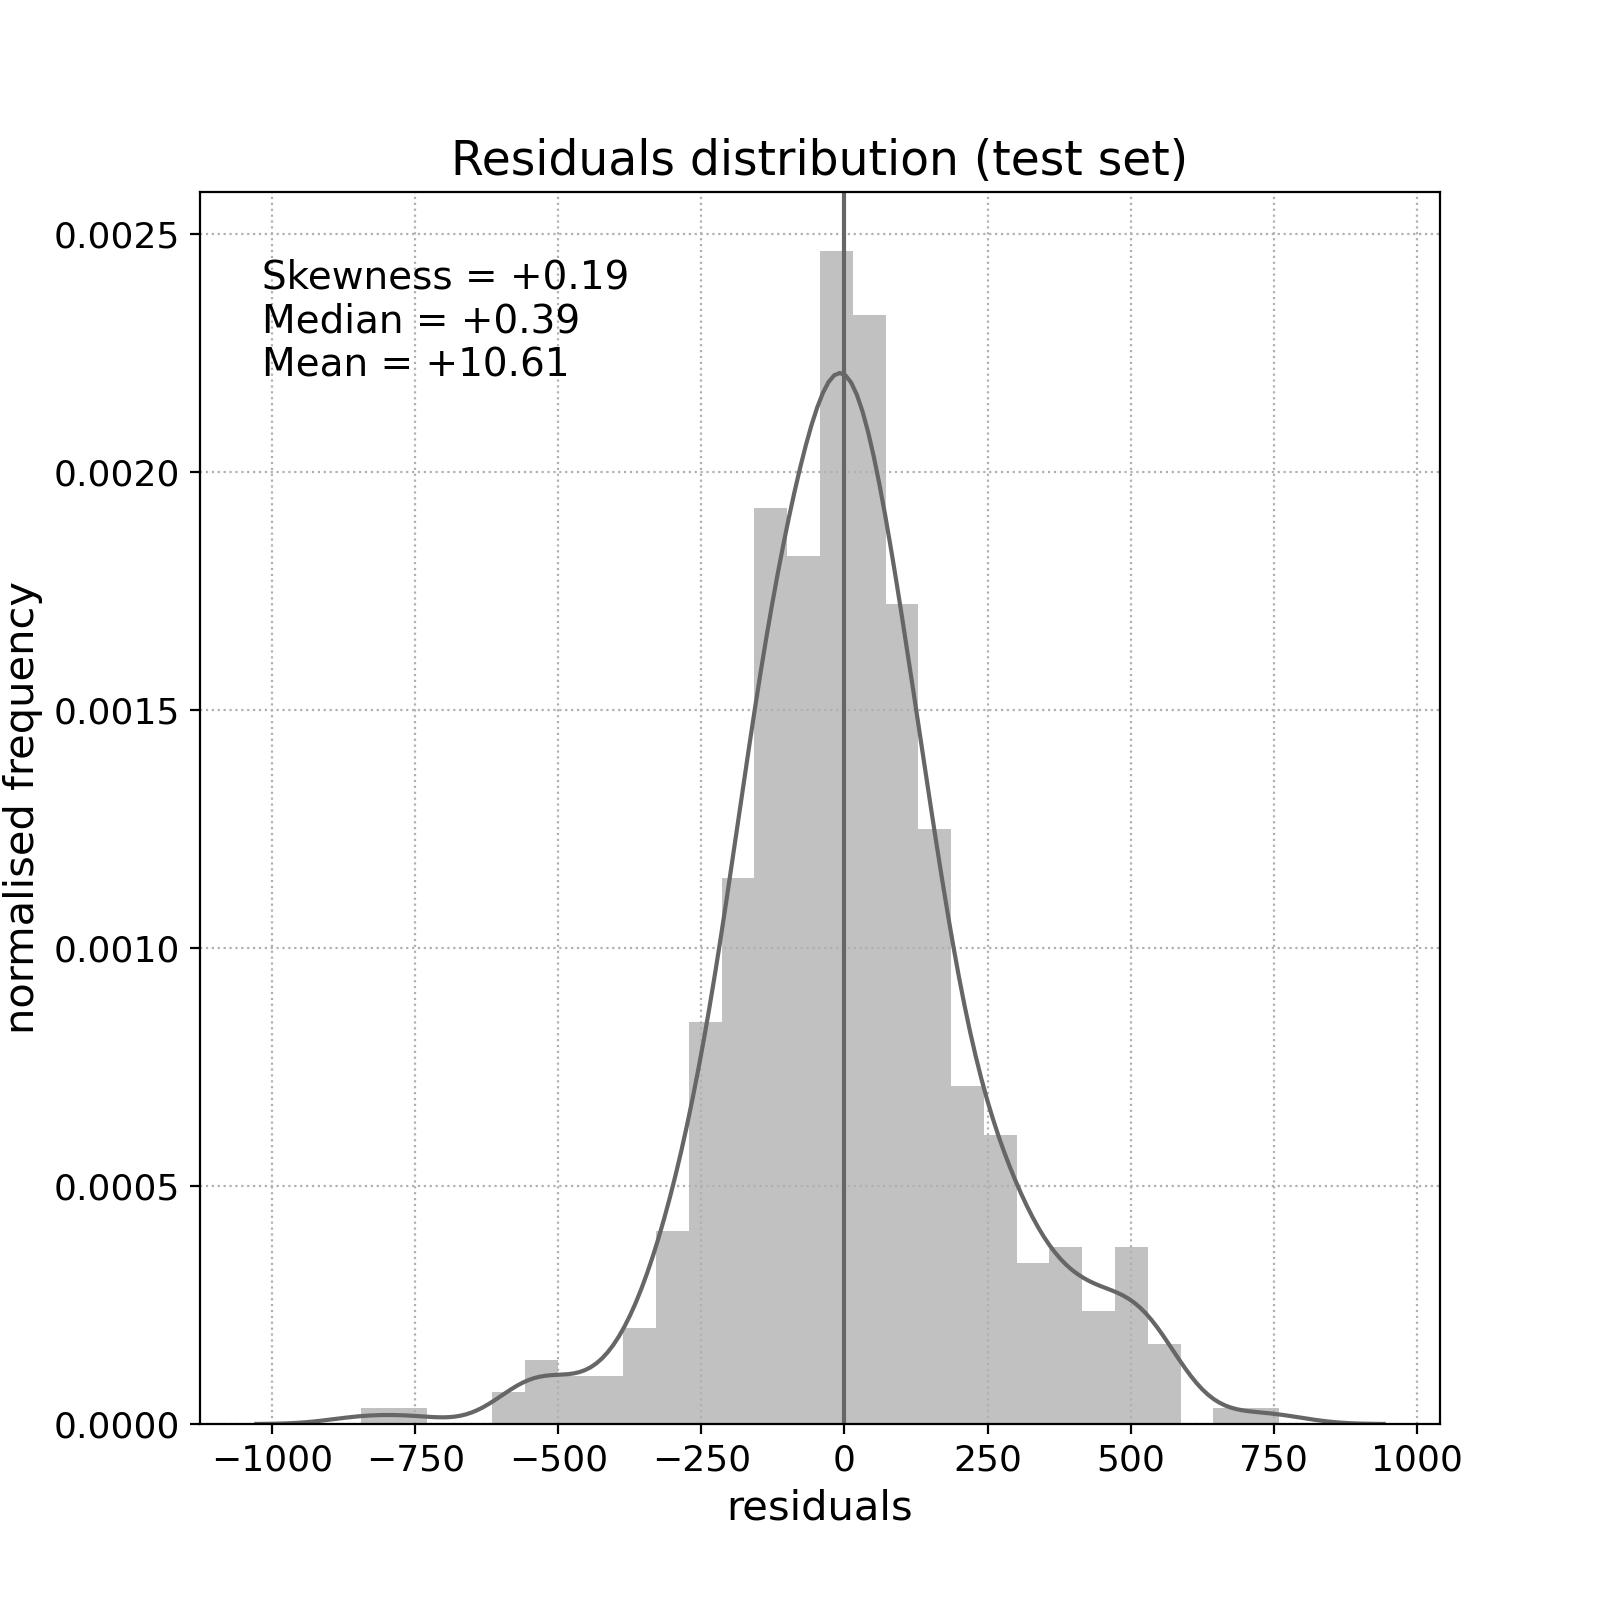 Residuals distribution (test set)
Skewness = +0.19
Median = +0.39
Mean = +10.61
normalised frequency
0.0025
0.0020
0.0015
0.0010
0.0005
0.0000
−1000 −750 −500 −250 0 250 500 750 1000
residuals